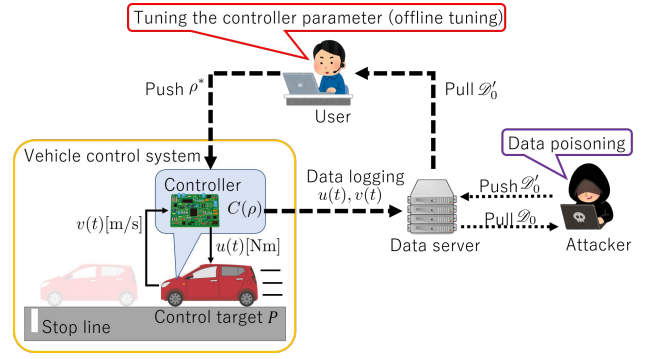 Tuning the controller parameter (offline tuning)
Push ρ*
Pull 𝒟′₀
User
Data poisoning
Vehicle control system
Controller
Data logging
u(t), v(t)
C(ρ)
Push 𝒟′₀
v(t)[m/s]
Pull 𝒟₀
u(t)[Nm]
Data server
Attacker
Control target P
Stop line